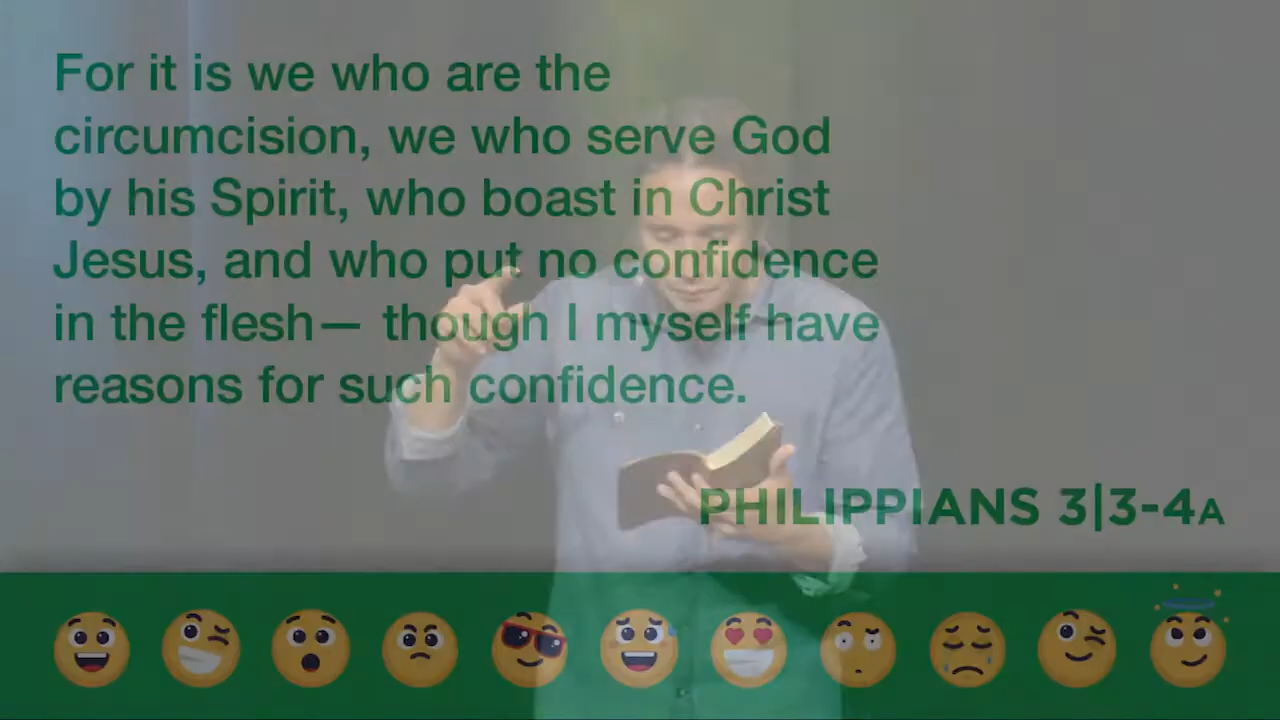 For it is we who are the
circumcision, we who serve God
by his Spirit, who boast in Christ
Jesus, and who put no confidence
in the flesh— though I myself have
reasons for such confidence.
PHILIPPIANS 3|3-4A